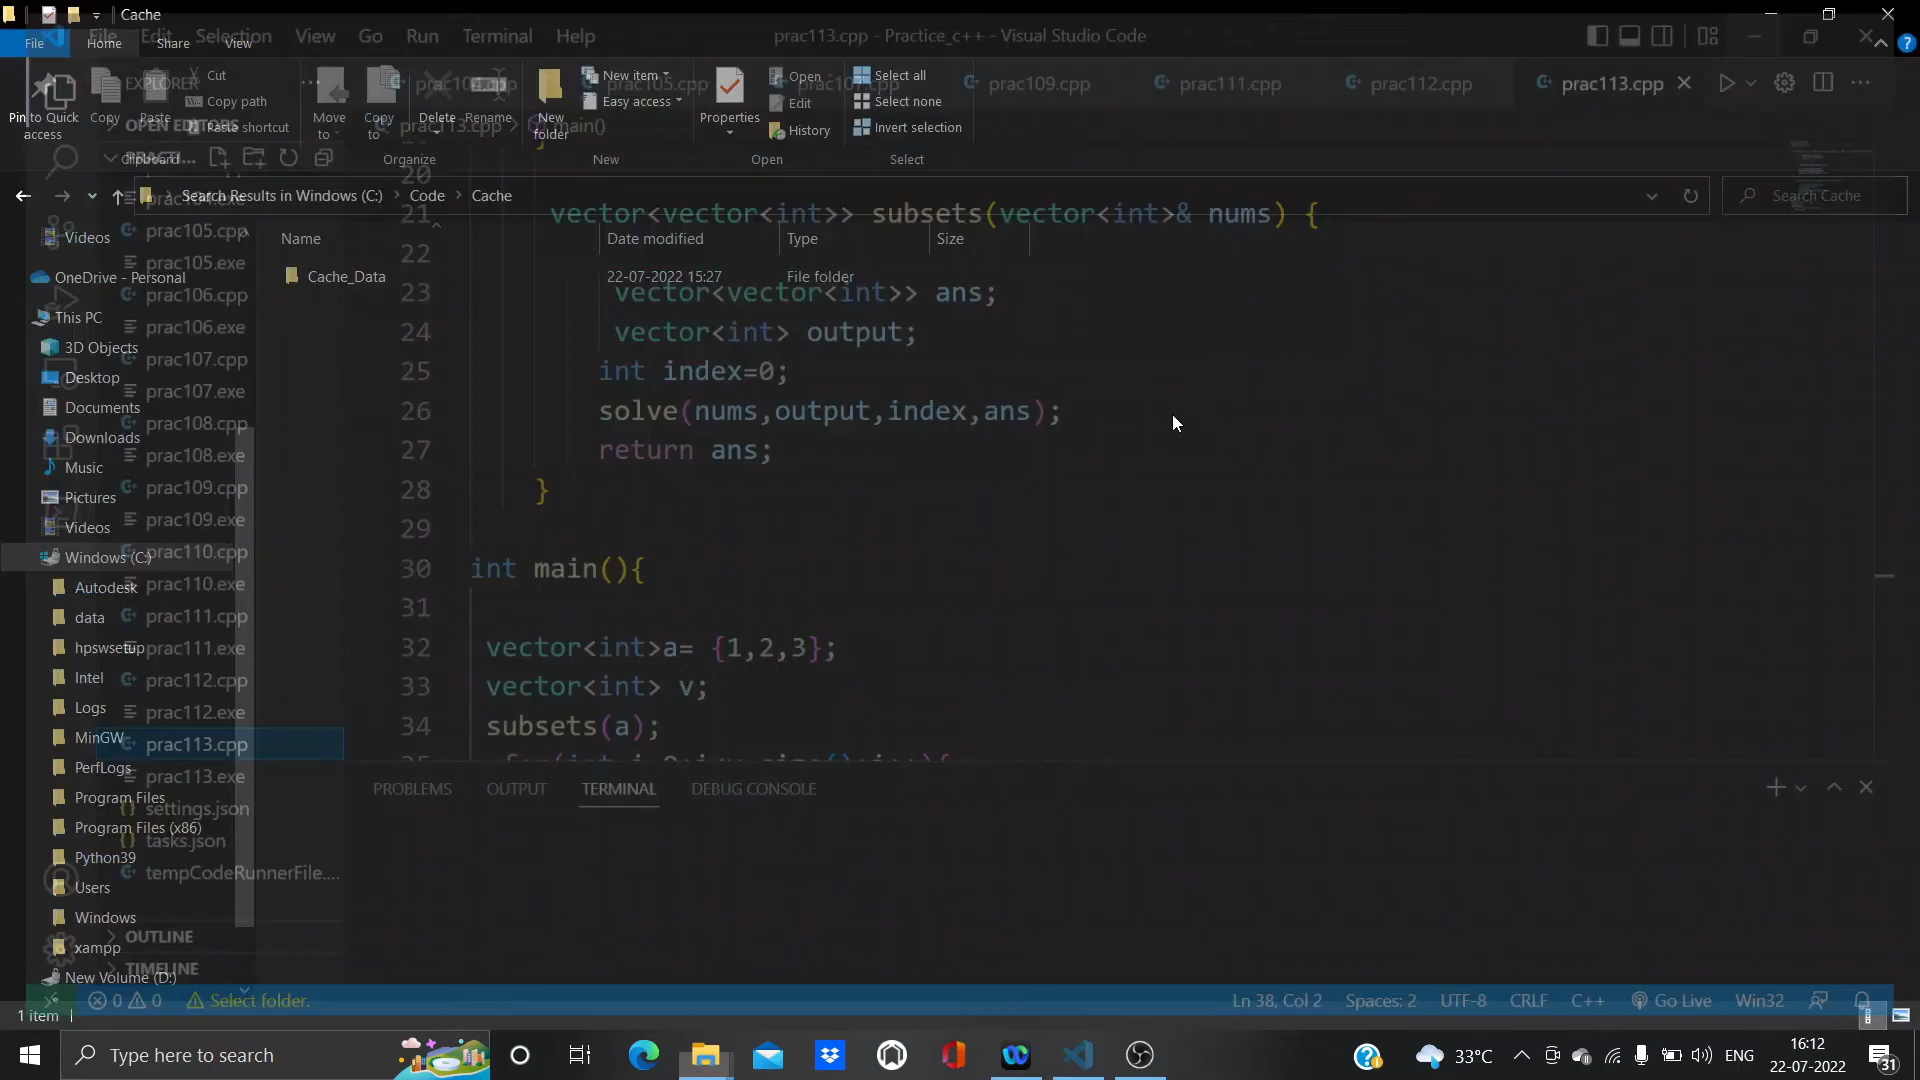 Cache
File Home Share View
File Edit Selection View Go Run Terminal Help
prac113.cpp - Practice_c++ - Visual Studio Code
Pin to Quick access
Copy
Paste
Cut
Copy path
Paste shortcut
Clipboard
Move to
Copy to
Delete
Rename
Organize
New folder
New item
Easy access
New
Properties
Open
Edit
History
Open
Select all
Select none
Invert selection
Select
EXPLORER
OPEN EDITORS
prac105.cpp
prac107.cpp
prac109.cpp
prac111.cpp
prac112.cpp
prac113.cpp
prac113.cpp > main()
Search Results in Windows (C:) > Code > Cache
Search Cache
Name
Date modified
Type
Size
Cache_Data
22-07-2022 15:27
File folder
Videos
OneDrive - Personal
This PC
3D Objects
Desktop
Documents
Downloads
Music
Pictures
Videos
Windows (C:)
Autodesk
data
hpswsetup
Intel
Logs
MinGW
PerfLogs
Program Files
Program Files (x86)
Python39
Users
Windows
xampp
New Volume (D:)
1 item
prac104.exe
prac105.cpp
prac105.exe
prac106.cpp
prac106.exe
prac107.cpp
prac107.exe
prac108.cpp
prac108.exe
prac109.cpp
prac109.exe
prac110.cpp
prac110.exe
prac111.cpp
prac111.exe
prac112.cpp
prac112.exe
prac113.cpp
prac113.exe
settings.json
tasks.json
tempCodeRunnerFile....
OUTLINE
TIMELINE
20 }
21 vector<vector<int>> subsets(vector<int>& nums) {
22
23 vector<vector<int>> ans;
24 vector<int> output;
25 int index=0;
26 solve(nums,output,index,ans);
27 return ans;
28 }
29
30 int main(){
31
32 vector<int>a= {1,2,3};
33 vector<int> v;
34 subsets(a);
PROBLEMS OUTPUT TERMINAL DEBUG CONSOLE
0 0 Select folder.
Ln 38, Col 2 Spaces: 2 UTF-8 CRLF C++ Go Live Win32
Type here to search
33°C
ENG
16:12
22-07-2022
31